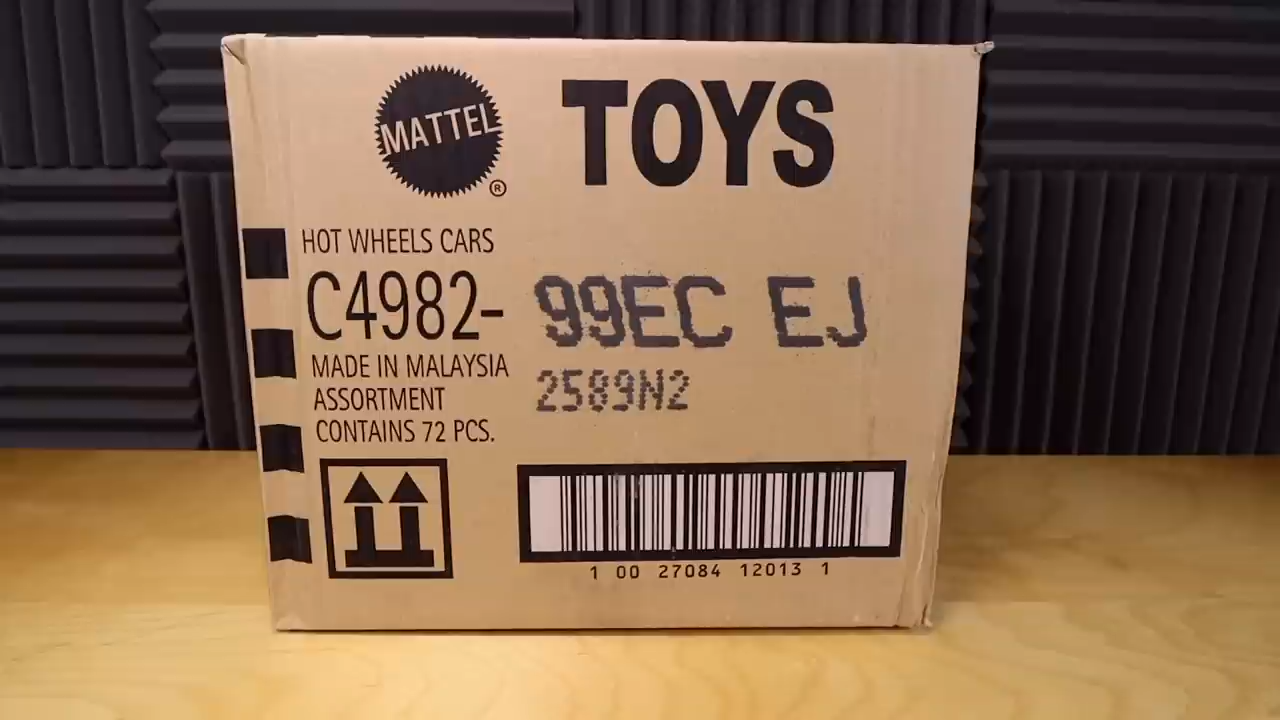 MATTEL ®
TOYS
HOT WHEELS CARS
C4982- 99EC EJ
2589N2
MADE IN MALAYSIA
ASSORTMENT
CONTAINS 72 PCS.
1 00 27084 12013 1